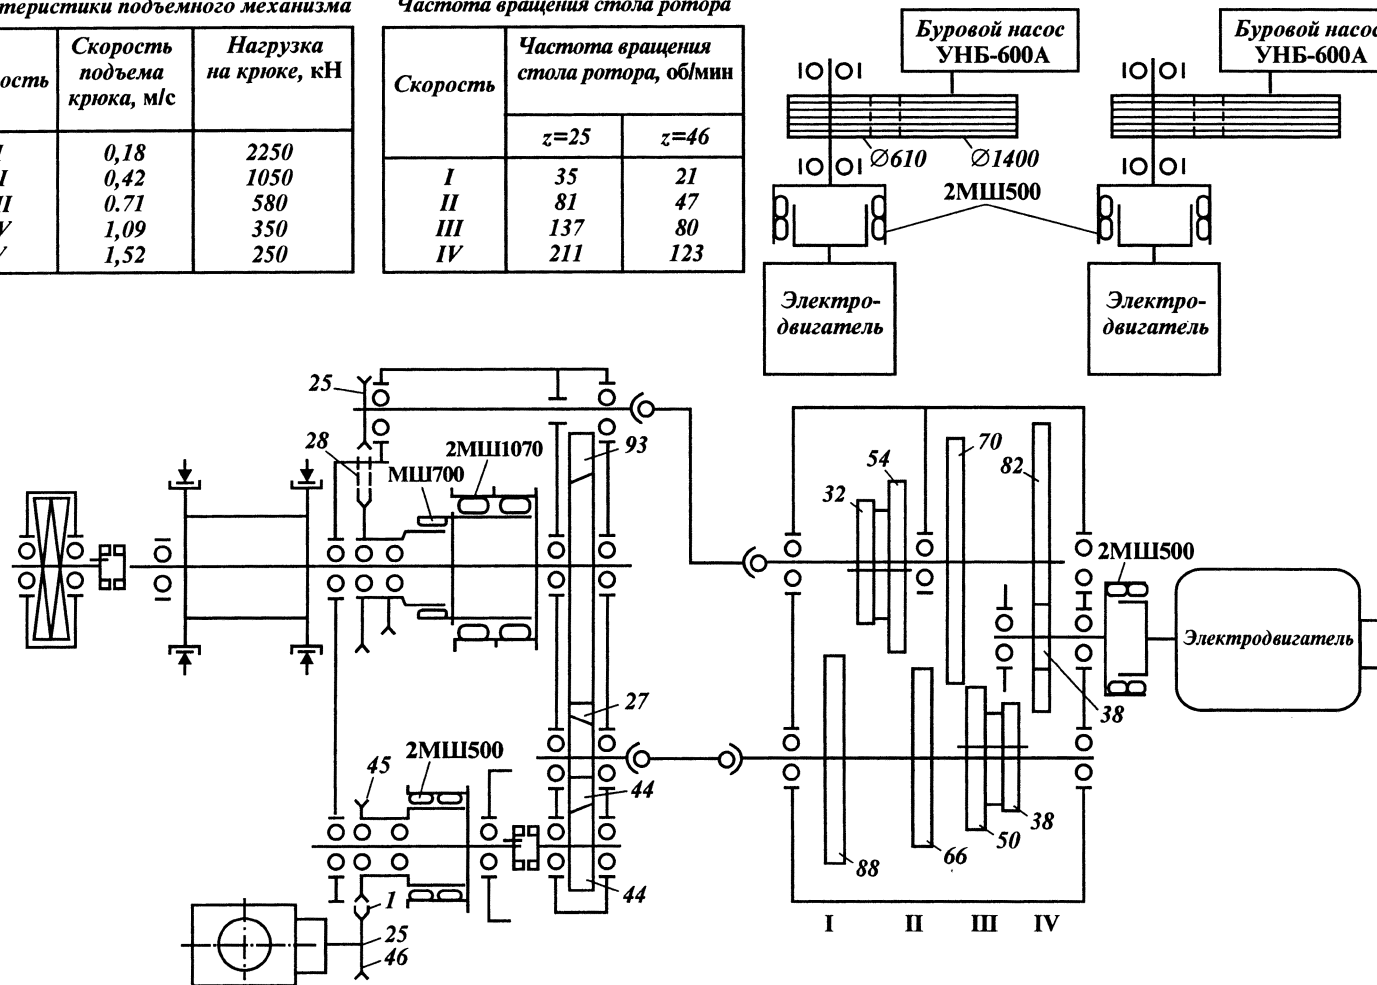 теристики подъемного механизма
ость
Скорость
подъема
крюка, м/с
Нагрузка
на крюке, кН
I
0,18
2250
I
0,42
1050
II
0.71
580
V
1,09
350
V
1,52
250
Частота вращения стола ротора
Скорость
Частота вращения
стола ротора, об/мин
z=25
z=46
I
35
21
II
81
47
III
137
80
IV
211
123
Буровой насос
УНБ-600А
Буровой насос
УНБ-600А
∅610
∅1400
2МШ500
Электро-
двигатель
Электро-
двигатель
25
28
МШ700
2МШ1070
93
27
44
44
45
2МШ500
1
25
46
32
54
70
82
2МШ500
Электродвигатель
38
38
50
66
88
I
II
III
IV